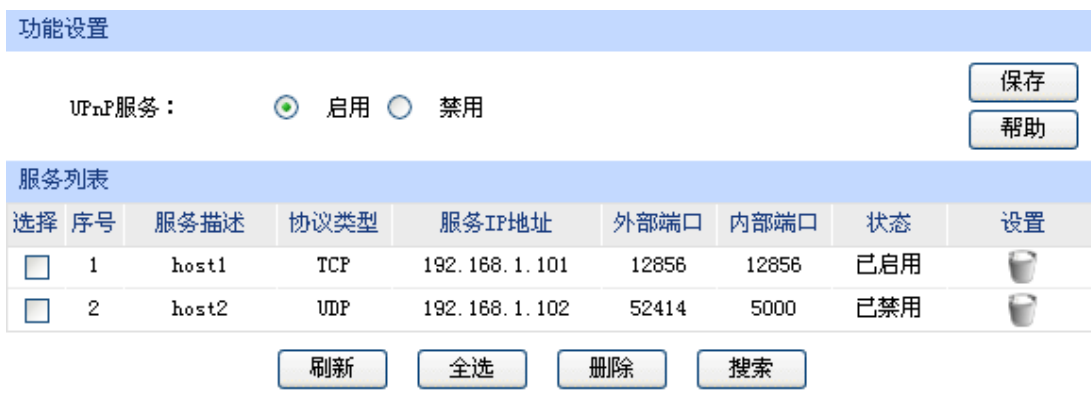 功能设置
UPnP服务： 启用 禁用
保存
帮助
服务列表
选择 序号 服务描述 协议类型 服务IP地址 外部端口 内部端口 状态 设置
1 host1 TCP 192.168.1.101 12856 12856 已启用
2 host2 UDP 192.168.1.102 52414 5000 已禁用
刷新 全选 删除 搜索